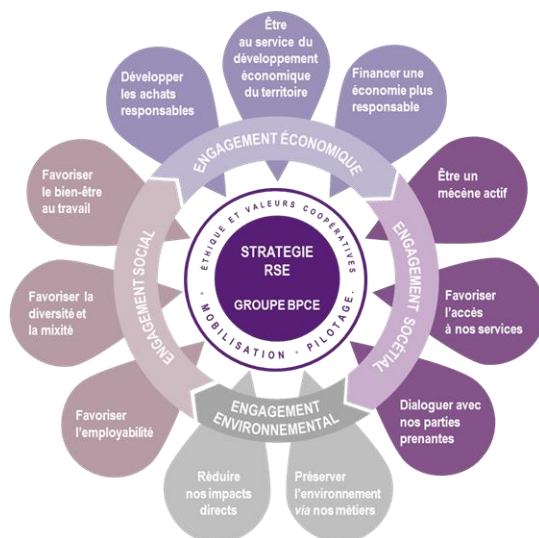 Être
au service du
développement
économique
du territoire
Développer
les achats
responsables
Financer une
économie plus
responsable
ENGAGEMENT ÉCONOMIQUE
Favoriser
le bien-être
au travail
Être un
mécène actif
ÉTHIQUE ET VALEURS COOPÉRATIVES
STRATEGIE
RSE
GROUPE BPCE
• MOBILISATION • PILOTAGE.
ENGAGEMENT SOCIAL
ENGAGEMENT SOCIÉTIAL
Favoriser la
diversité et
la mixité
Favoriser
l'accès
à nos services
Favoriser
l'employabilité
Dialoguer avec
nos parties
prenantes
ENGAGEMENT
ENVIRONNEMENTAL
Réduire
nos impacts
directs
Préserver
l'environnement
via nos métiers